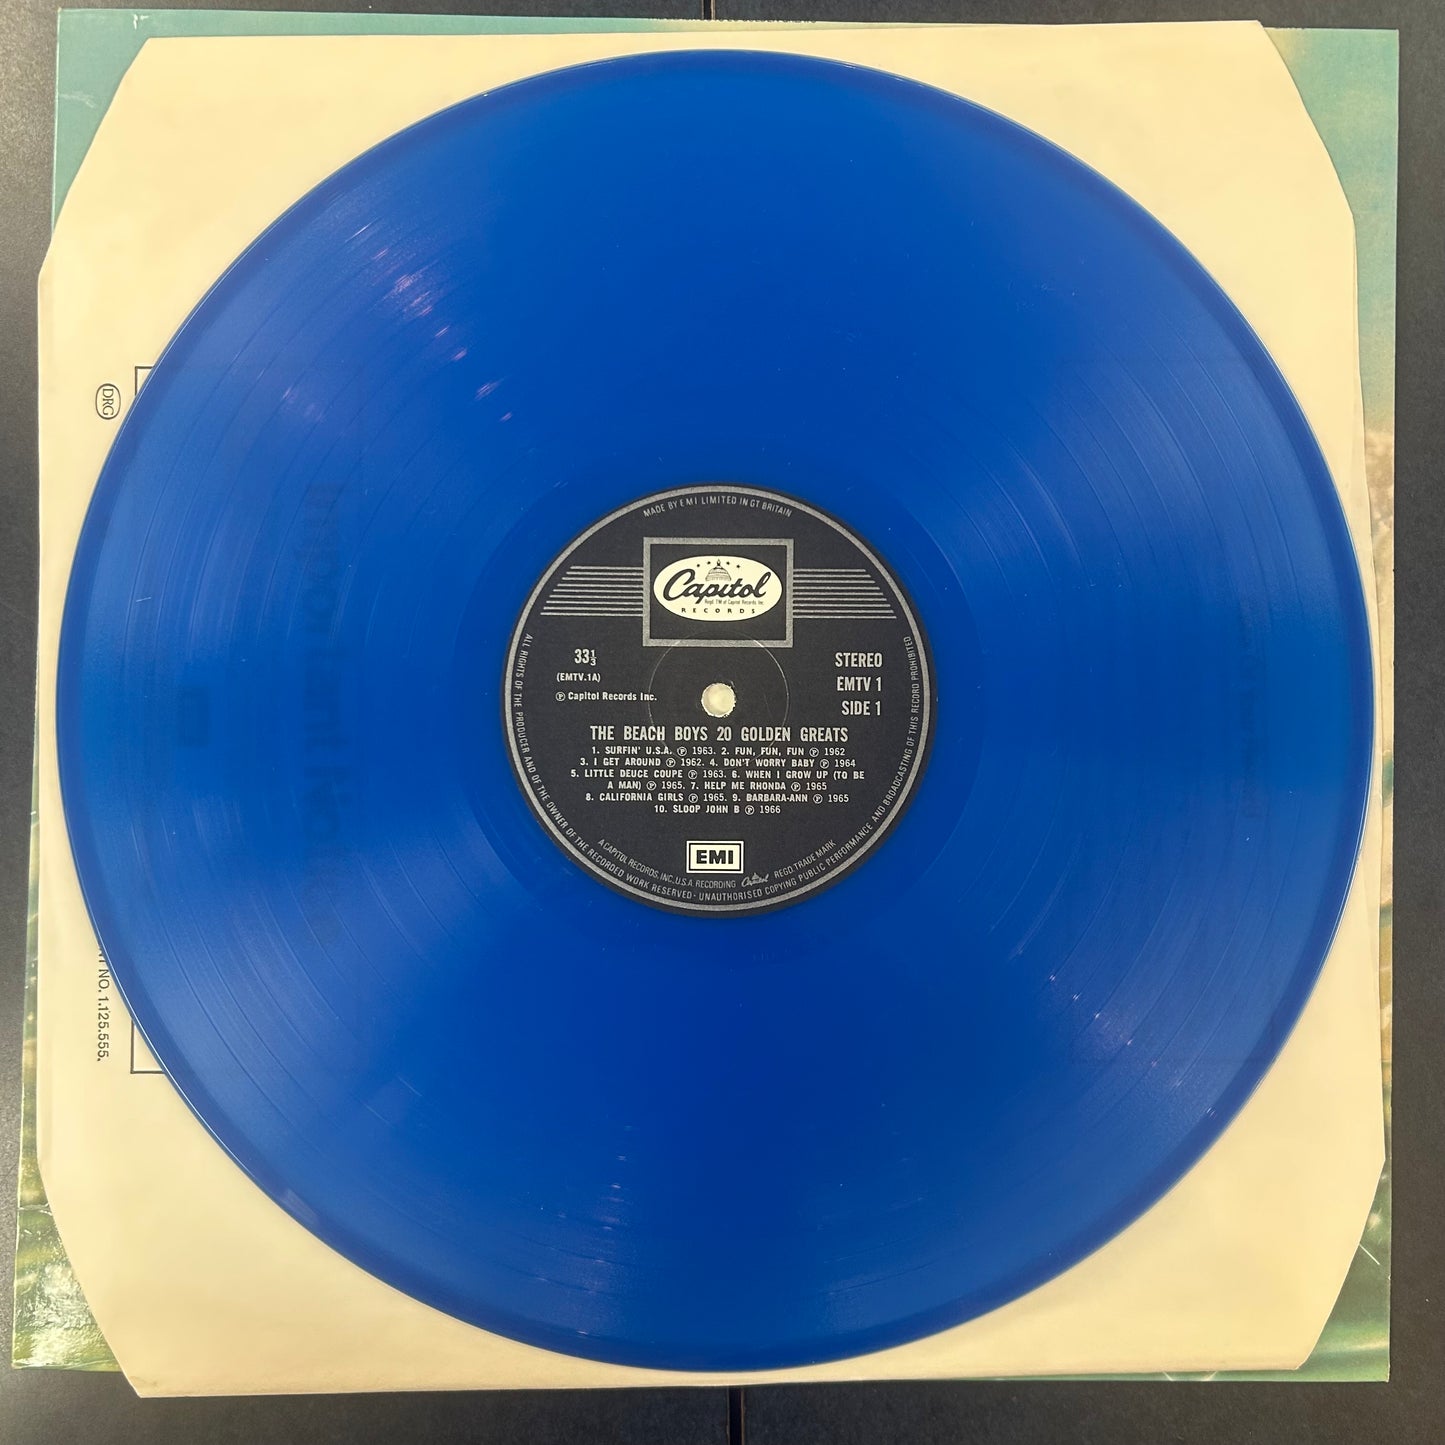 MADE BY EMI LIMITED IN GT BRITAIN
Capitol
Regd. TM of Capitol Records Inc.
RECORDS
33⅓
(EMTV.1A)
℗ Capitol Records Inc.
STEREO
EMTV 1
SIDE 1
THE BEACH BOYS 20 GOLDEN GREATS
1. SURFIN' U.S.A. ℗ 1963. 2. FUN, FUN, FUN ℗ 1962
3. I GET AROUND ℗ 1962. 4. DON'T WORRY BABY ℗ 1964
5. LITTLE DEUCE COUPE ℗ 1963. 6. WHEN I GROW UP (TO BE
A MAN) ℗ 1965. 7. HELP ME RHONDA ℗ 1965
8. CALIFORNIA GIRLS ℗ 1965. 9. BARBARA-ANN ℗ 1965
10. SLOOP JOHN B ℗ 1966
EMI
A CAPITOL RECORDS, INC., U.S.A. RECORDING Capitol REGD. TRADE MARK
ALL RIGHTS OF THE PRODUCER AND OF THE OWNER OF THE RECORDED WORK RESERVED · UNAUTHORISED COPYING PUBLIC PERFORMANCE AND BROADCASTING OF THIS RECORD PROHIBITED
DRG
NO. 1.125.555.